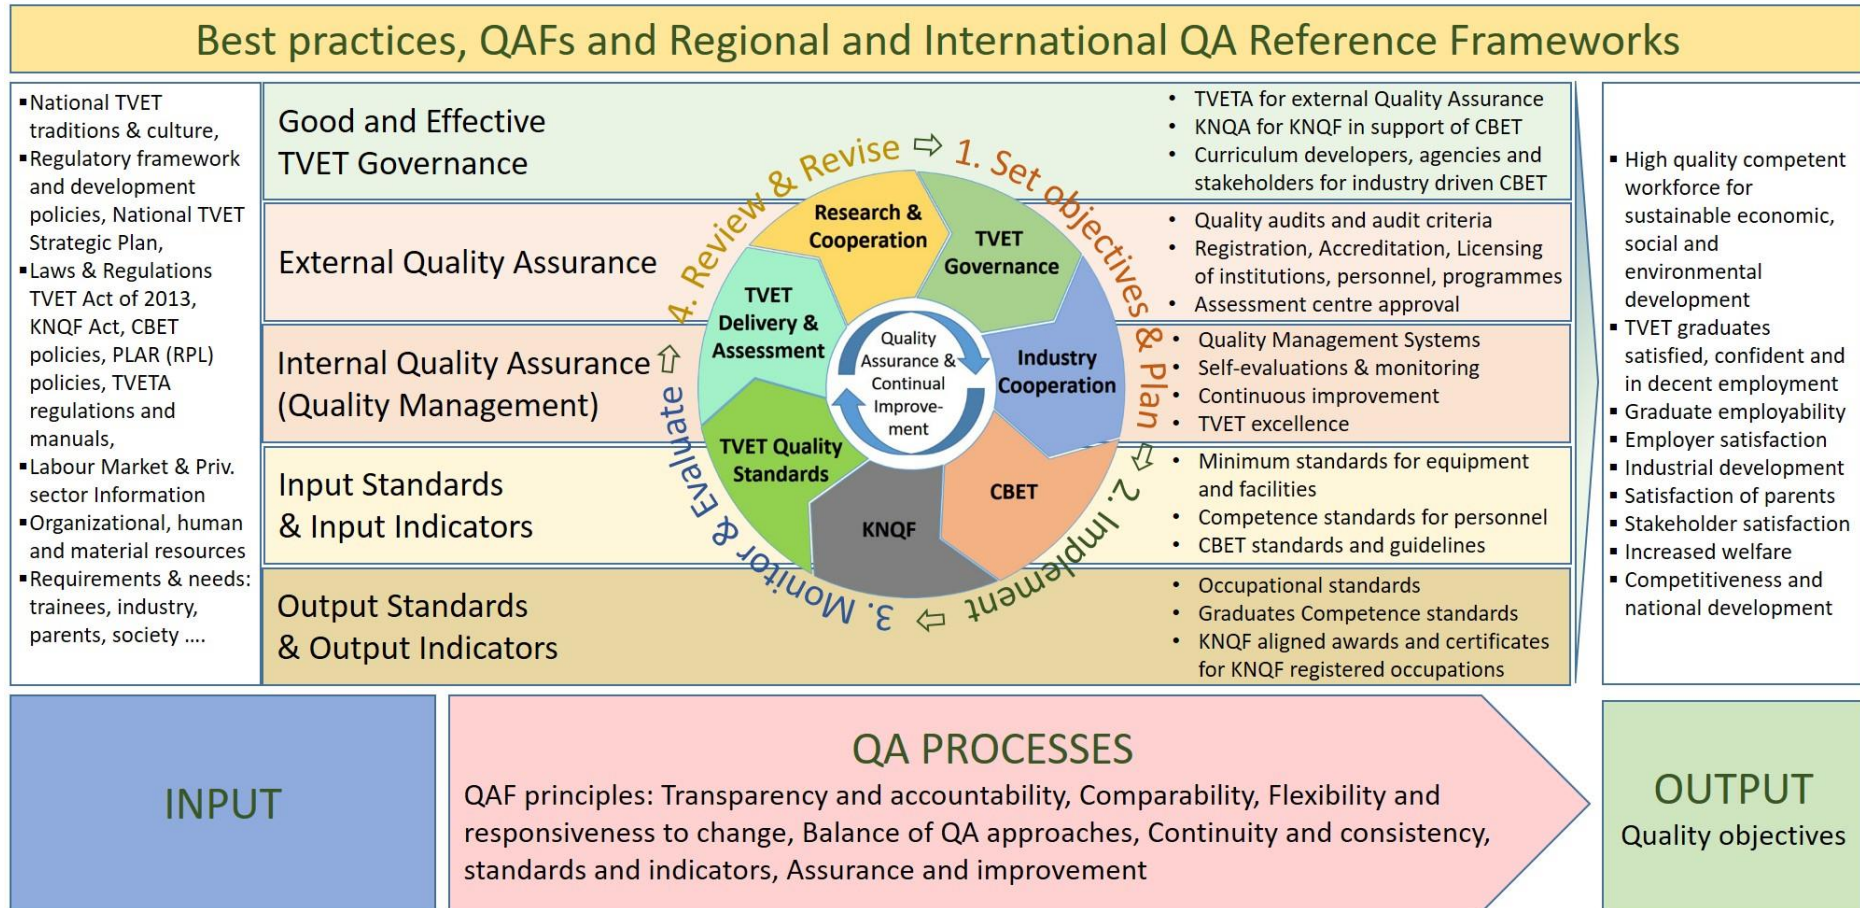 Best practices, QAFs and Regional and International QA Reference Frameworks
▪National TVET
traditions & culture,
▪Regulatory framework
and development
policies, National TVET
Strategic Plan,
▪Laws & Regulations
TVET Act of 2013,
KNQF Act, CBET
policies, PLAR (RPL)
policies, TVETA
regulations and
manuals,
▪Labour Market & Priv.
sector Information
▪Organizational, human
and material resources
▪Requirements & needs:
trainees, industry,
parents, society ....
Good and Effective
TVET Governance
External Quality Assurance
Internal Quality Assurance
(Quality Management)
Input Standards
& Input Indicators
Output Standards
& Output Indicators
1. Set objectives & Plan
2. Implement
3. Monitor & Evaluate
4. Review & Revise
Research &
Cooperation
TVET
Governance
Industry
Cooperation
CBET
KNQF
TVET Quality
Standards
TVET
Delivery &
Assessment
Quality
Assurance &
Continual
Improve-
ment
• TVETA for external Quality Assurance
• KNQA for KNQF in support of CBET
• Curriculum developers, agencies and
stakeholders for industry driven CBET
• Quality audits and audit criteria
• Registration, Accreditation, Licensing
of institutions, personnel, programmes
• Assessment centre approval
• Quality Management Systems
• Self-evaluations & monitoring
• Continuous improvement
• TVET excellence
• Minimum standards for equipment
and facilities
• Competence standards for personnel
• CBET standards and guidelines
• Occupational standards
• Graduates Competence standards
• KNQF aligned awards and certificates
for KNQF registered occupations
▪ High quality competent
workforce for
sustainable economic,
social and
environmental
development
▪ TVET graduates
satisfied, confident and
in decent employment
▪ Graduate employability
▪ Employer satisfaction
▪ Industrial development
▪ Satisfaction of parents
▪ Stakeholder satisfaction
▪ Increased welfare
▪ Competitiveness and
national development
INPUT
QA PROCESSES
QAF principles: Transparency and accountability, Comparability, Flexibility and
responsiveness to change, Balance of QA approaches, Continuity and consistency,
standards and indicators, Assurance and improvement
OUTPUT
Quality objectives